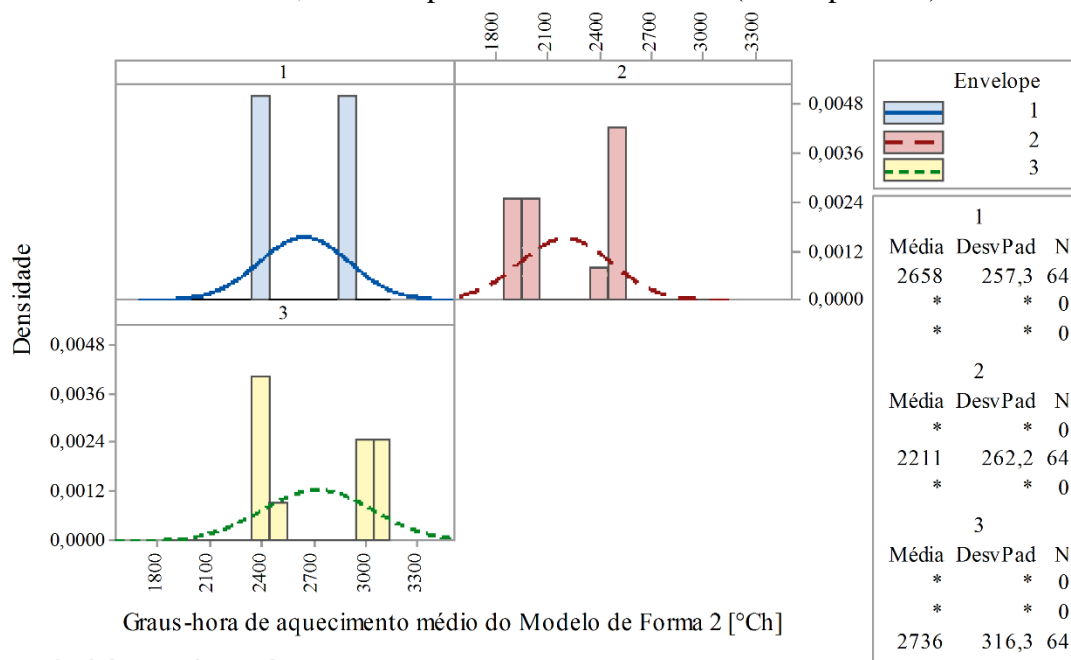 1800 2100 2400 2700 3000 3300
1 2
Envelope
1
2
3
0,0048
0,0036
0,0024
0,0012
0,0000
Densidade
3
0,0048
0,0036
0,0024
0,0012
0,0000
1800 2100 2400 2700 3000 3300
Graus-hora de aquecimento médio do Modelo de Forma 2 [°Ch]
1
Média DesvPad N
2658 257,3 64
* * 0
* * 0
2
Média DesvPad N
* * 0
2211 262,2 64
* * 0
3
Média DesvPad N
* * 0
* * 0
2736 316,3 64